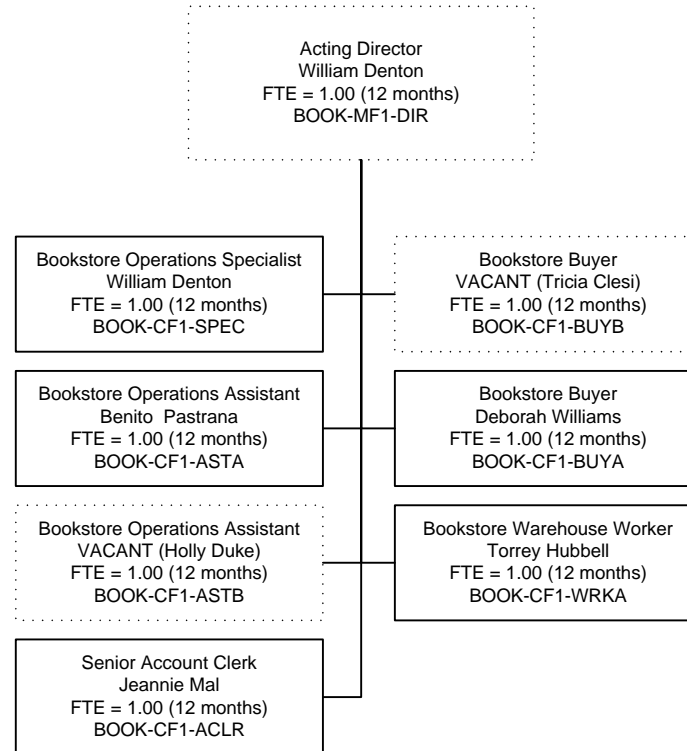 Acting Director
William Denton
FTE = 1.00 (12 months)
BOOK-MF1-DIR
Bookstore Operations Specialist
William Denton
FTE = 1.00 (12 months)
BOOK-CF1-SPEC
Bookstore Buyer
VACANT (Tricia Clesi)
FTE = 1.00 (12 months)
BOOK-CF1-BUYB
Bookstore Operations Assistant
Benito  Pastrana
FTE = 1.00 (12 months)
BOOK-CF1-ASTA
Bookstore Buyer
Deborah Williams
FTE = 1.00 (12 months)
BOOK-CF1-BUYA
Bookstore Operations Assistant
VACANT (Holly Duke)
FTE = 1.00 (12 months)
BOOK-CF1-ASTB
Bookstore Warehouse Worker
Torrey Hubbell
FTE = 1.00 (12 months)
BOOK-CF1-WRKA
Senior Account Clerk
Jeannie Mal
FTE = 1.00 (12 months)
BOOK-CF1-ACLR